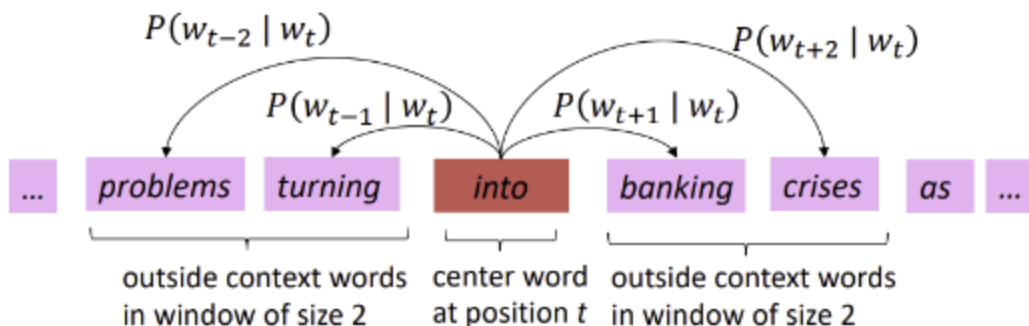 P(w_{t−2} | w_t)
P(w_{t+2} | w_t)
P(w_{t−1} | w_t)
P(w_{t+1} | w_t)
... problems turning into banking crises as ...
outside context words
in window of size 2
center word
at position t
outside context words
in window of size 2